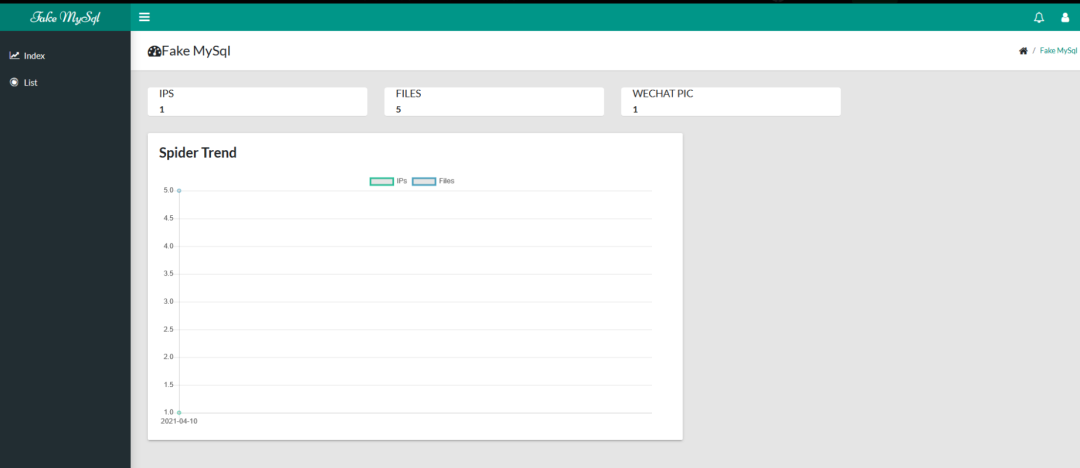 Fake MySql
Index
List
Fake MySql
/ Fake MySql
IPS
1
FILES
5
WECHAT PIC
1
Spider Trend
IPs Files
5.0
4.5
4.0
3.5
3.0
2.5
2.0
1.5
1.0
2021-04-10